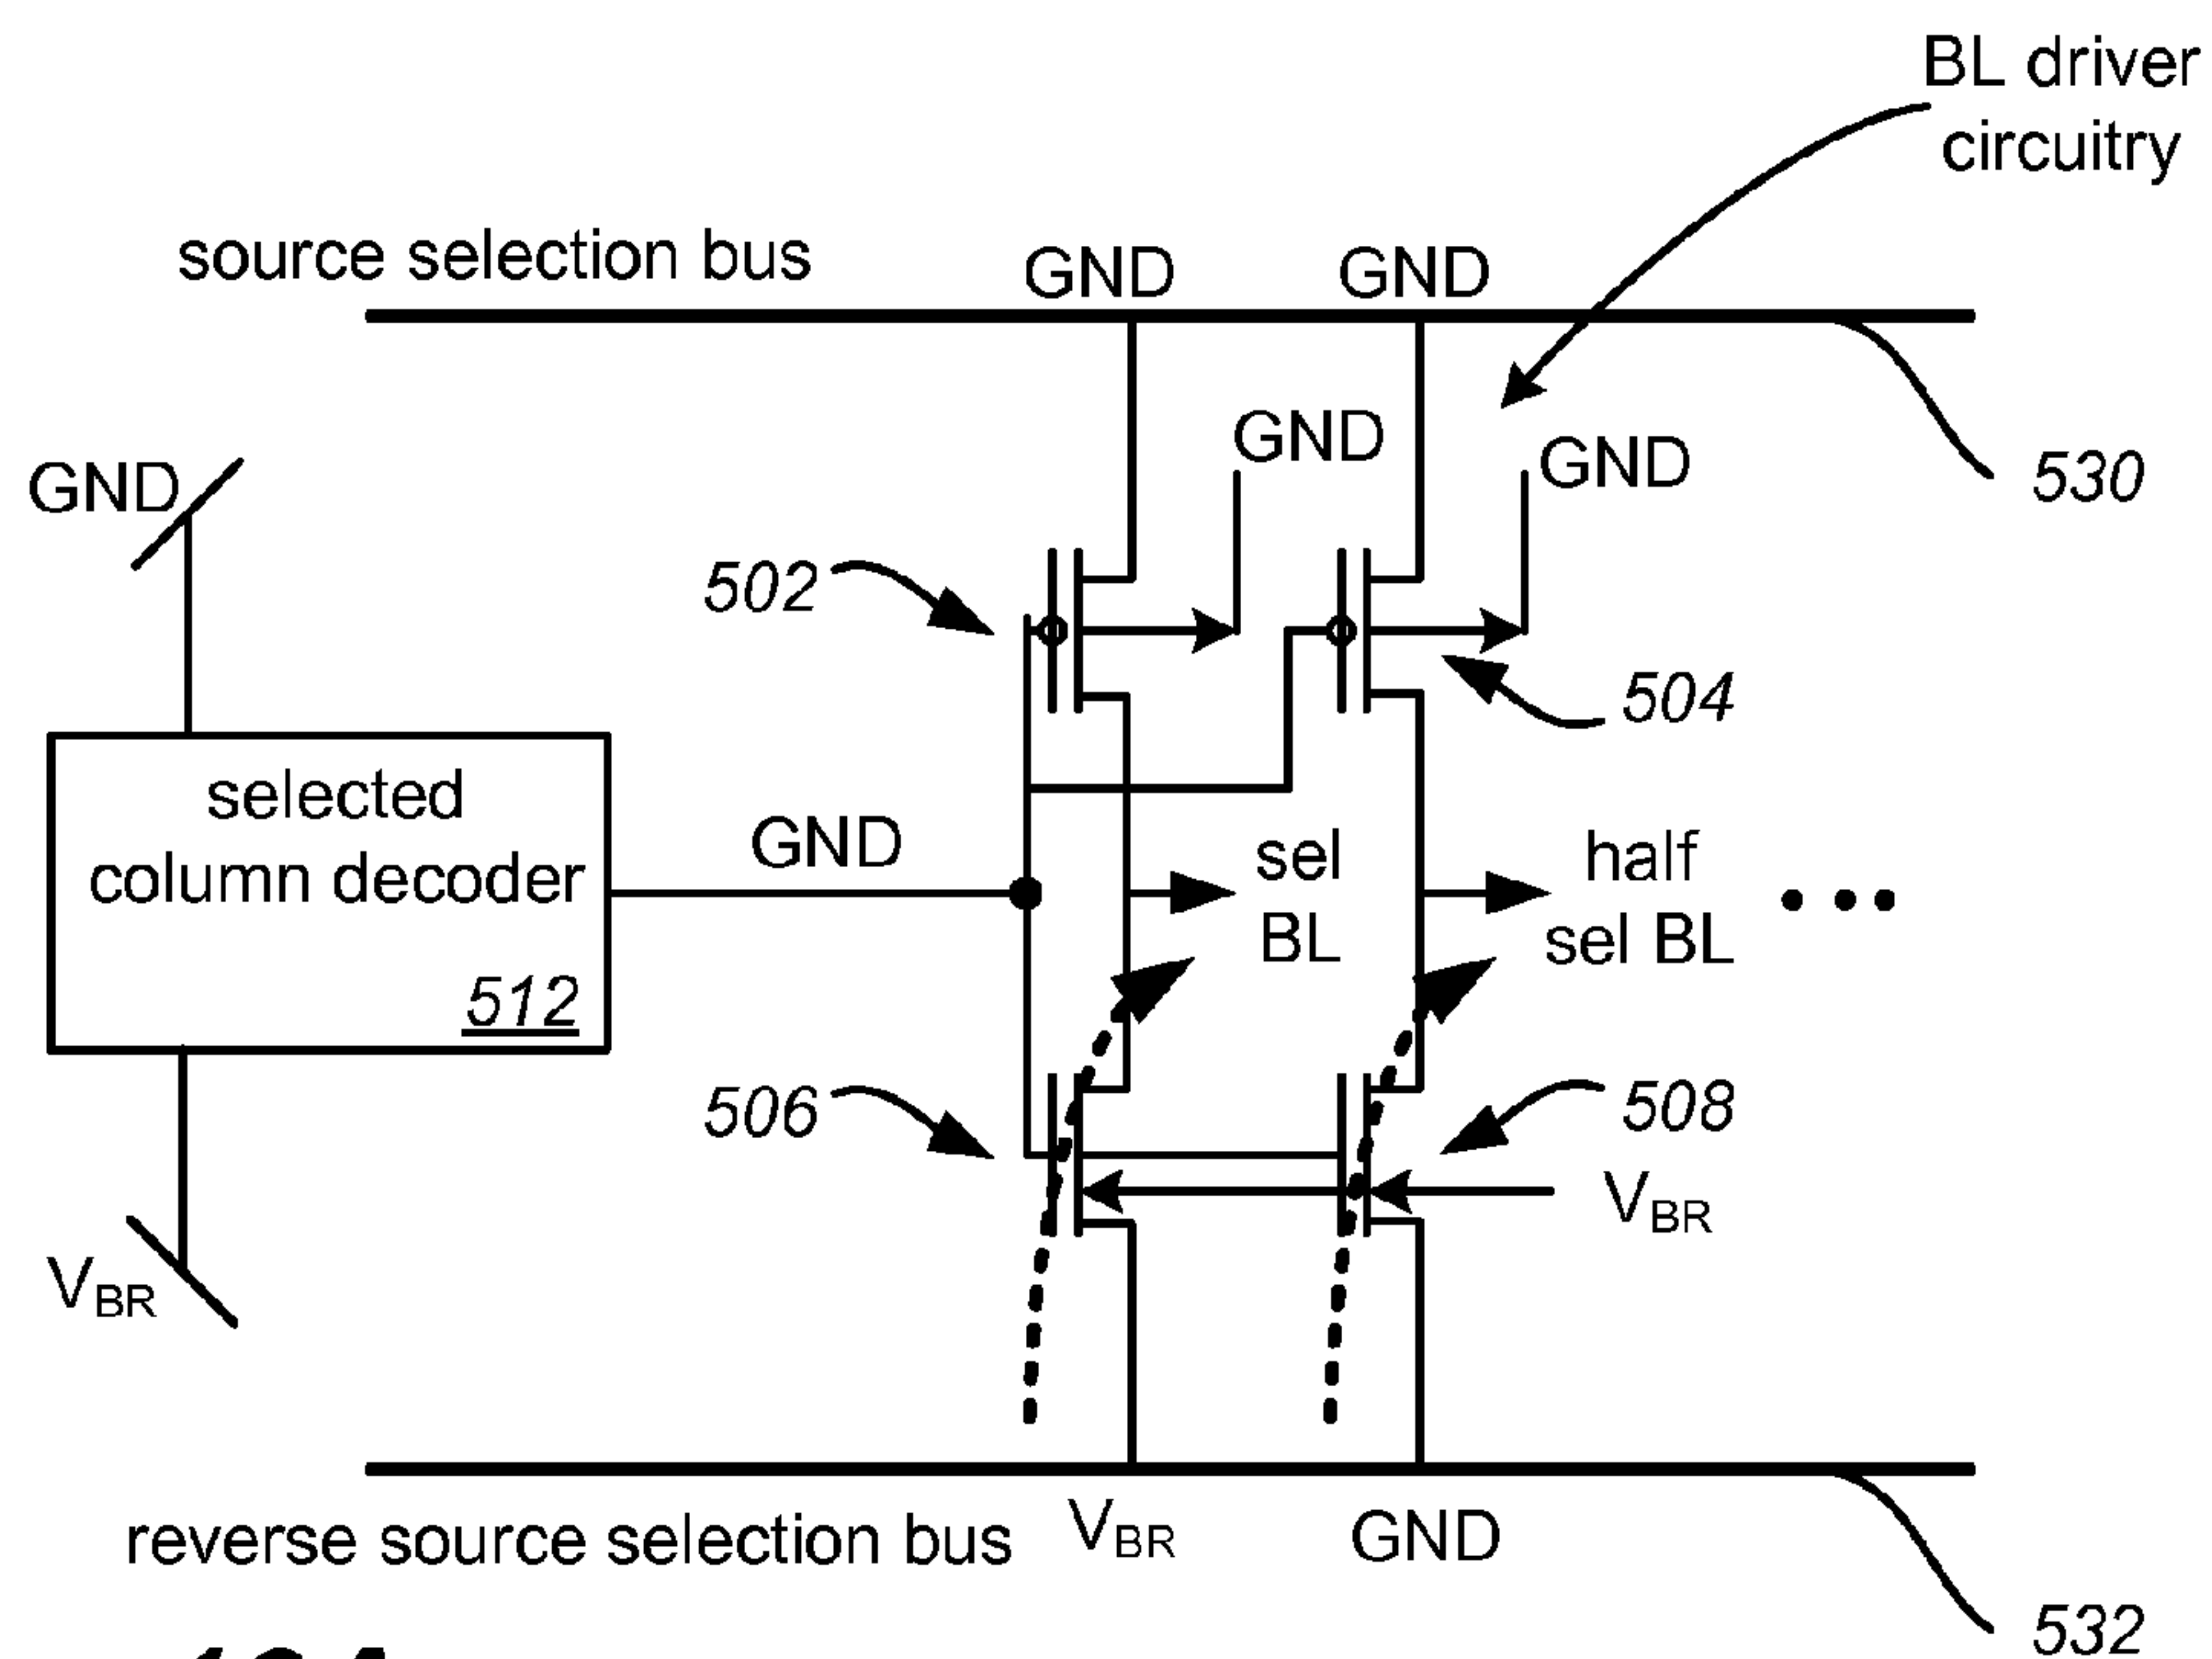 BL driver
circuitry
source selection bus
GND
GND
GND
GND
GND
530
502
504
selected
column decoder
512
GND
sel
BL
half
sel BL
506
508
VBR
VBR
reverse source selection bus
VBR
GND
532